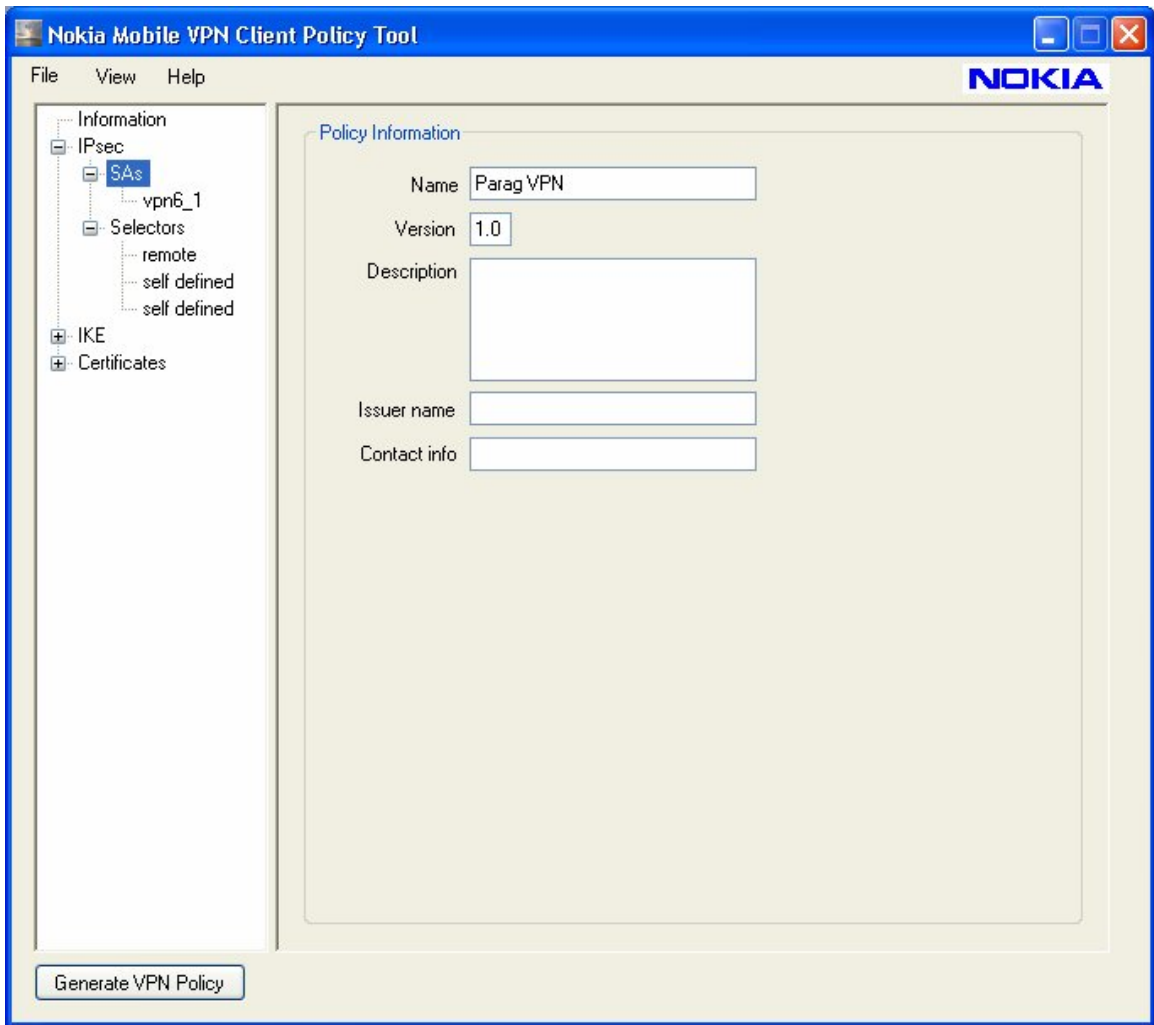 Nokia Mobile VPN Client Policy Tool
File View Help
NOKIA
Information
IPsec
SAs
vpn6_1
Selectors
remote
self defined
self defined
IKE
Certificates
Policy Information
Name Parag VPN
Version 1.0
Description
Issuer name
Contact info
Generate VPN Policy